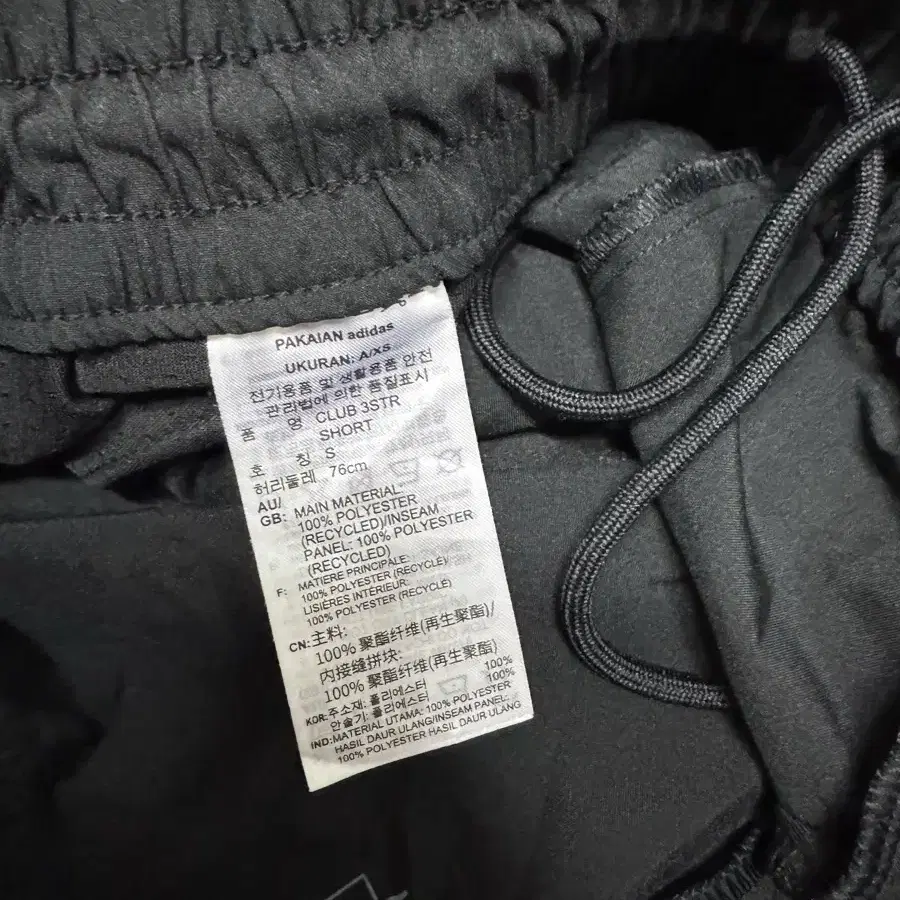 PAKAIAN adidas
UKURAN: A/XS
전기용품 및 생활용품 안전
관리법에 의한 품질표시
품 명 CLUB 3STR
SHORT
호 칭 S
허리둘레 76cm
AU/
GB: MAIN MATERIAL:
100% POLYESTER
(RECYCLED)/INSEAM
PANEL: 100% POLYESTER
(RECYCLED)
F: MATIERE PRINCIPALE:
100% POLYESTER (RECYCLÉ)/
LISIÈRES INTÉRIEUR:
100% POLYESTER (RECYCLÉ)
CN: 主料:
100% 聚酯纤维(再生聚酯)/
内接缝拼块:
100% 聚酯纤维(再生聚酯)
KOR: 주소재: 폴리에스터 100%
안솔기: 폴리에스터 100%
IND: MATERIAL UTAMA: 100% POLYESTER
HASIL DAUR ULANG/INSEAM PANEL:
100% POLYESTER HASIL DAUR ULANG